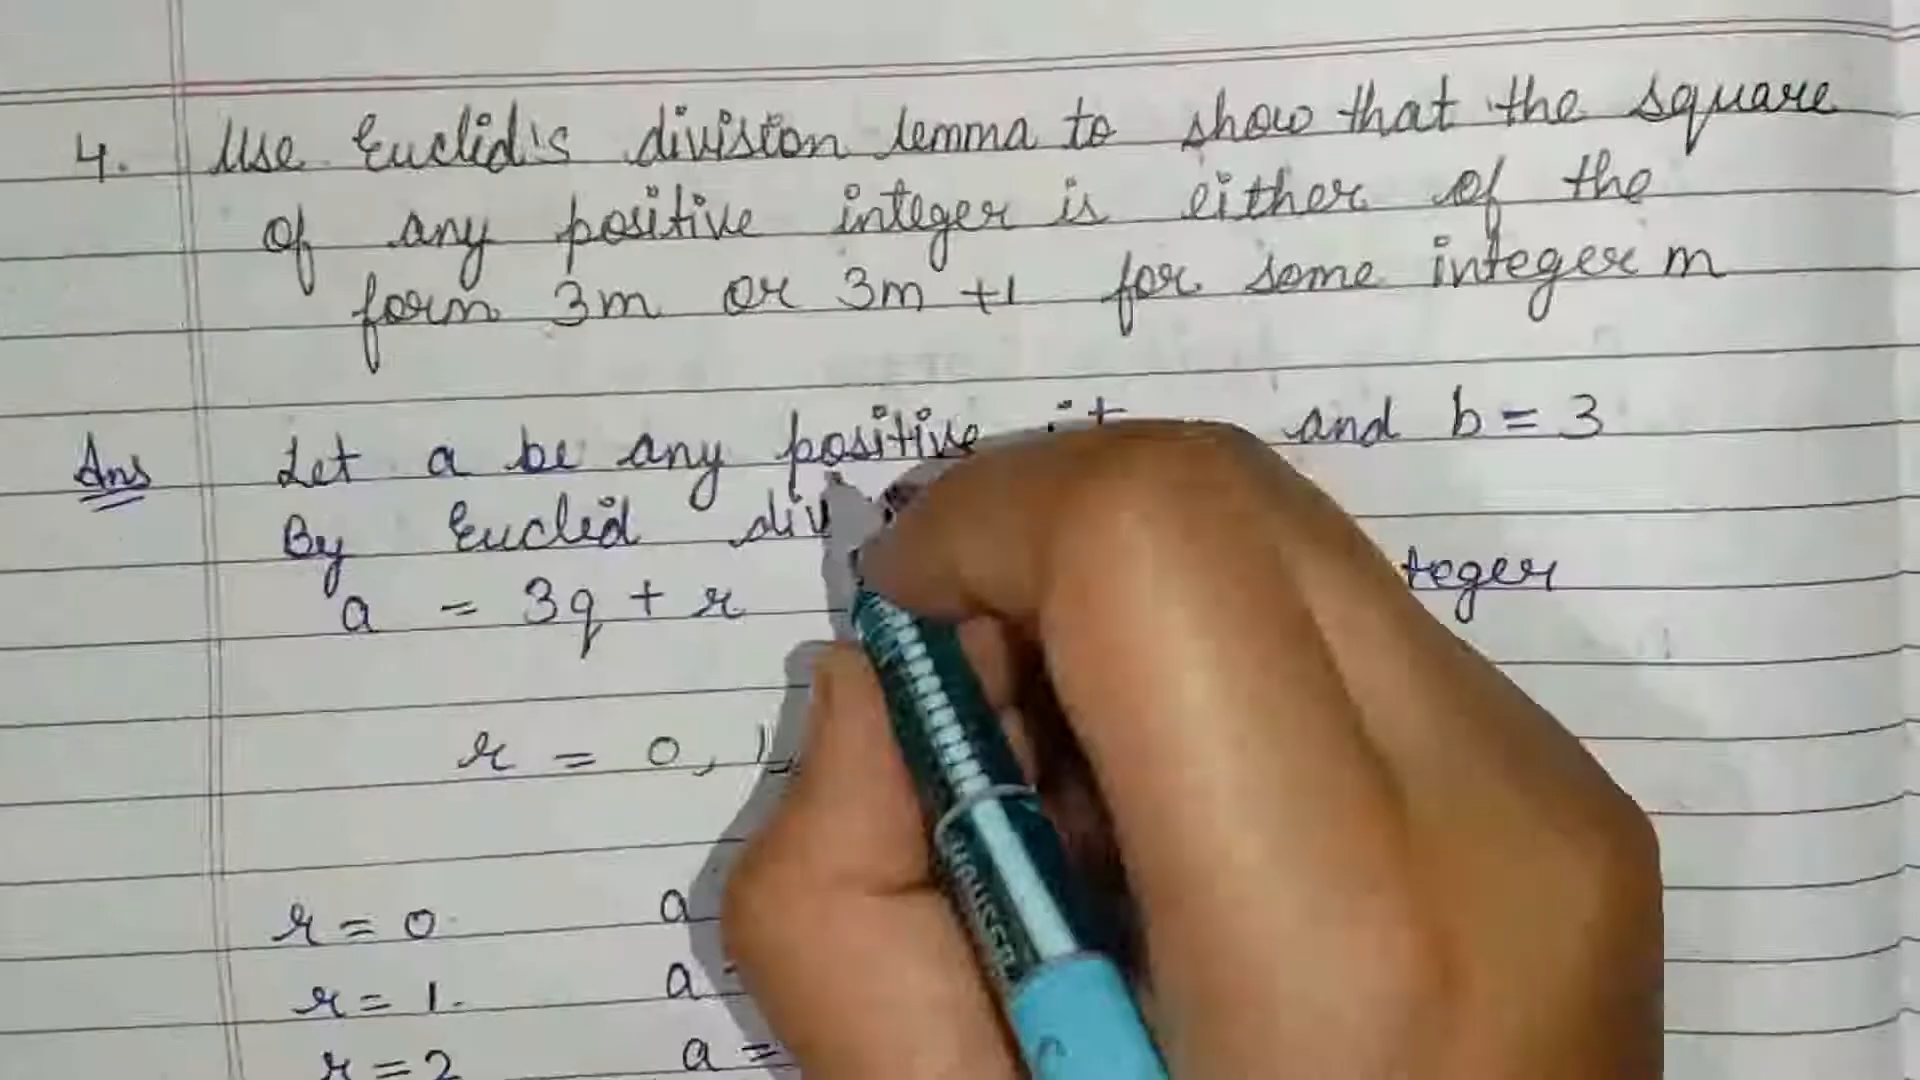 4. Use Euclid's division lemma to show that the square
of any positive integer is either of the
form 3m or 3m +1 for some integer m
Ans Let a be any positive and b = 3
By Euclid div
a = 3q + r teger
r = 0, 1,
r = 0 a
r = 1. a
r = 2 a =